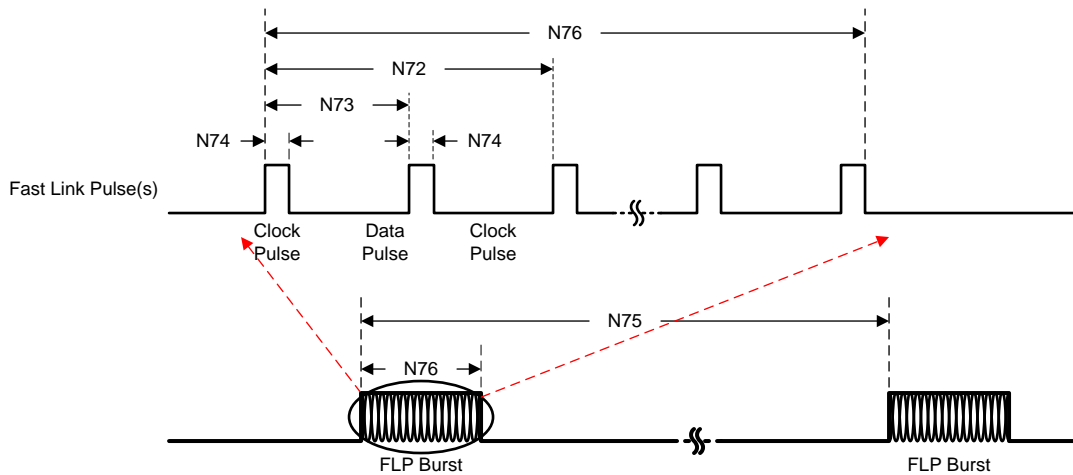 N76
N72
N73
N74
N74
Fast Link Pulse(s)
Clock
Pulse
Data
Pulse
Clock
Pulse
N75
N76
FLP Burst
FLP Burst